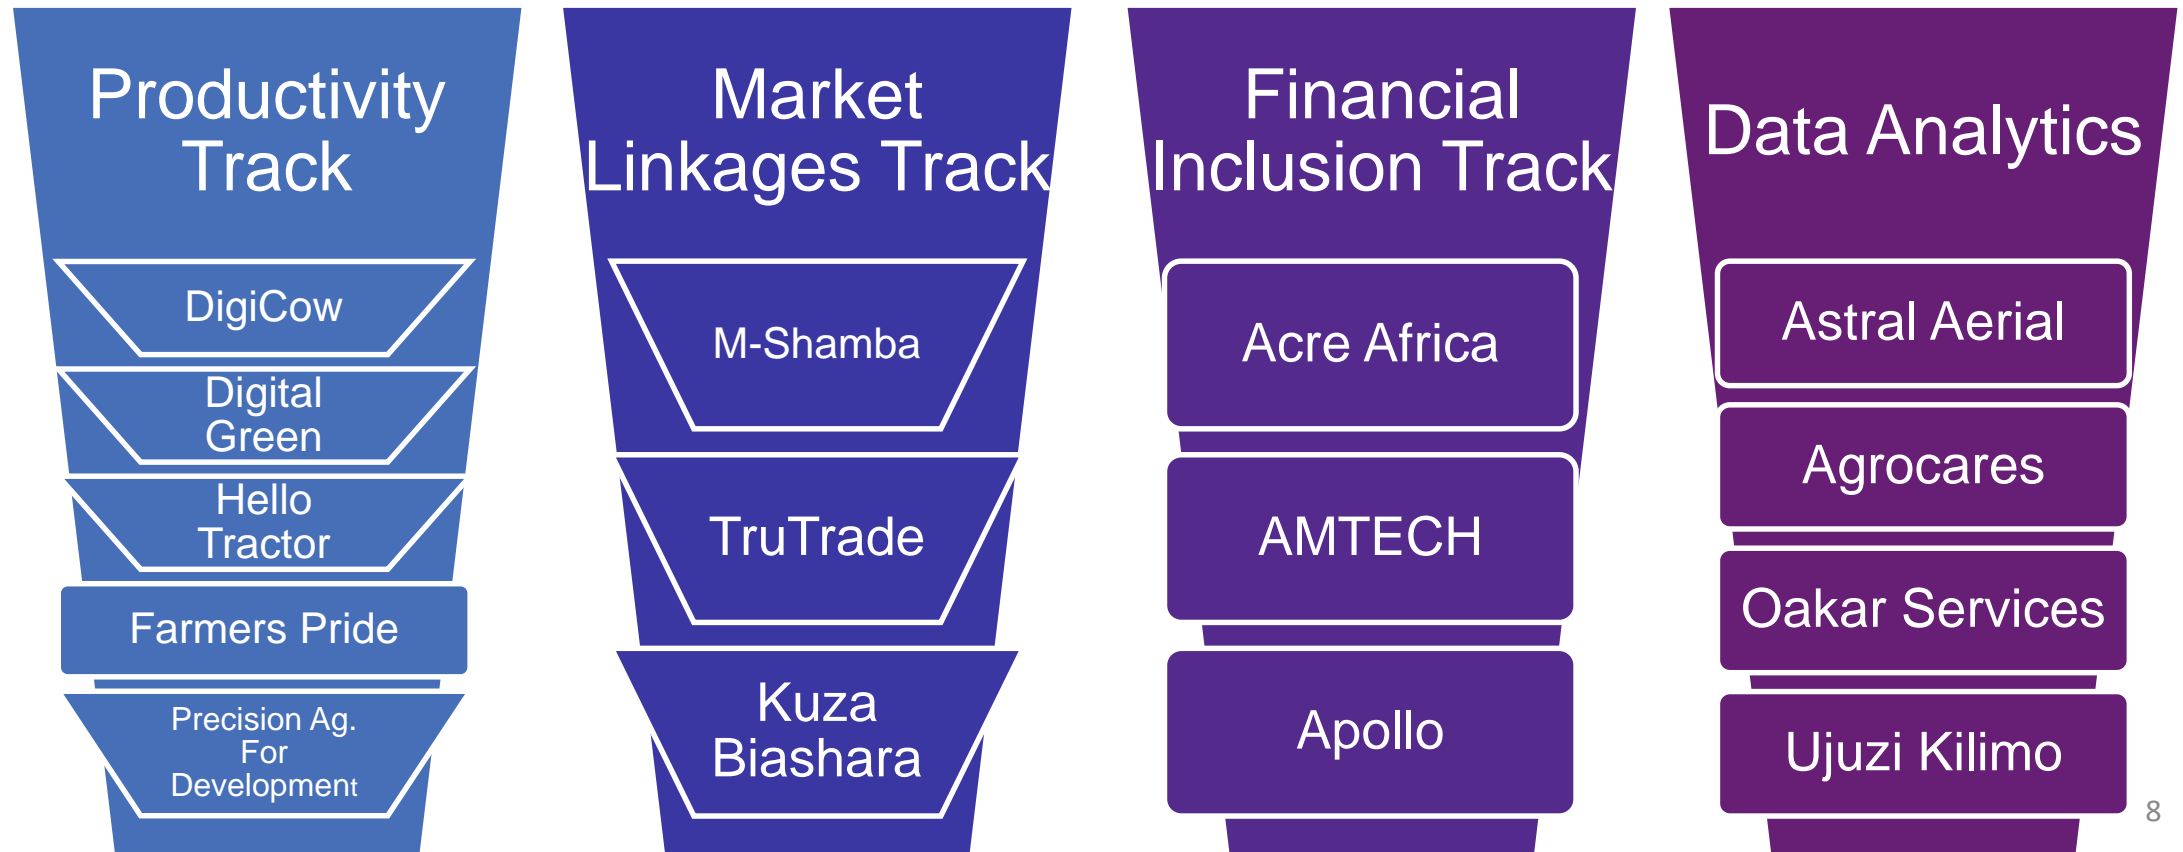 Productivity
Track
DigiCow
Digital
Green
Hello
Tractor
Farmers Pride
Precision Ag.
For
Development
Market
Linkages Track
M-Shamba
TruTrade
Kuza
Biashara
Financial
Inclusion Track
Acre Africa
AMTECH
Apollo
Data Analytics
Astral Aerial
Agrocares
Oakar Services
Ujuzi Kilimo
8